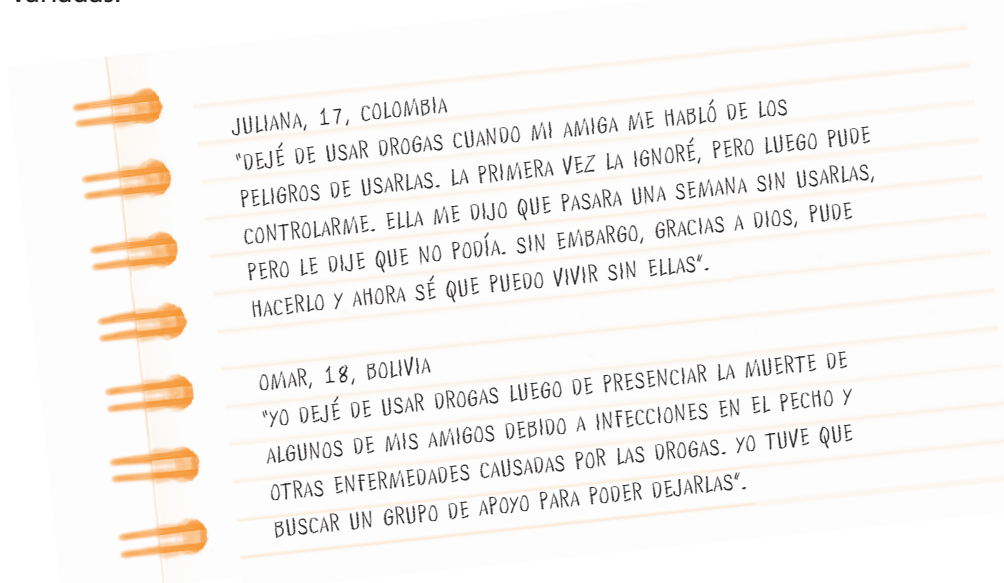 variadas.
JULIANA, 17, COLOMBIA
"DEJÉ DE USAR DROGAS CUANDO MI AMIGA ME HABLÓ DE LOS
PELIGROS DE USARLAS. LA PRIMERA VEZ LA IGNORÉ, PERO LUEGO PUDE
CONTROLARME. ELLA ME DIJO QUE PASARA UNA SEMANA SIN USARLAS,
PERO LE DIJE QUE NO PODÍA. SIN EMBARGO, GRACIAS A DIOS, PUDE
HACERLO Y AHORA SÉ QUE PUEDO VIVIR SIN ELLAS".
OMAR, 18, BOLIVIA
"YO DEJÉ DE USAR DROGAS LUEGO DE PRESENCIAR LA MUERTE DE
ALGUNOS DE MIS AMIGOS DEBIDO A INFECCIONES EN EL PECHO Y
OTRAS ENFERMEDADES CAUSADAS POR LAS DROGAS. YO TUVE QUE
BUSCAR UN GRUPO DE APOYO PARA PODER DEJARLAS".